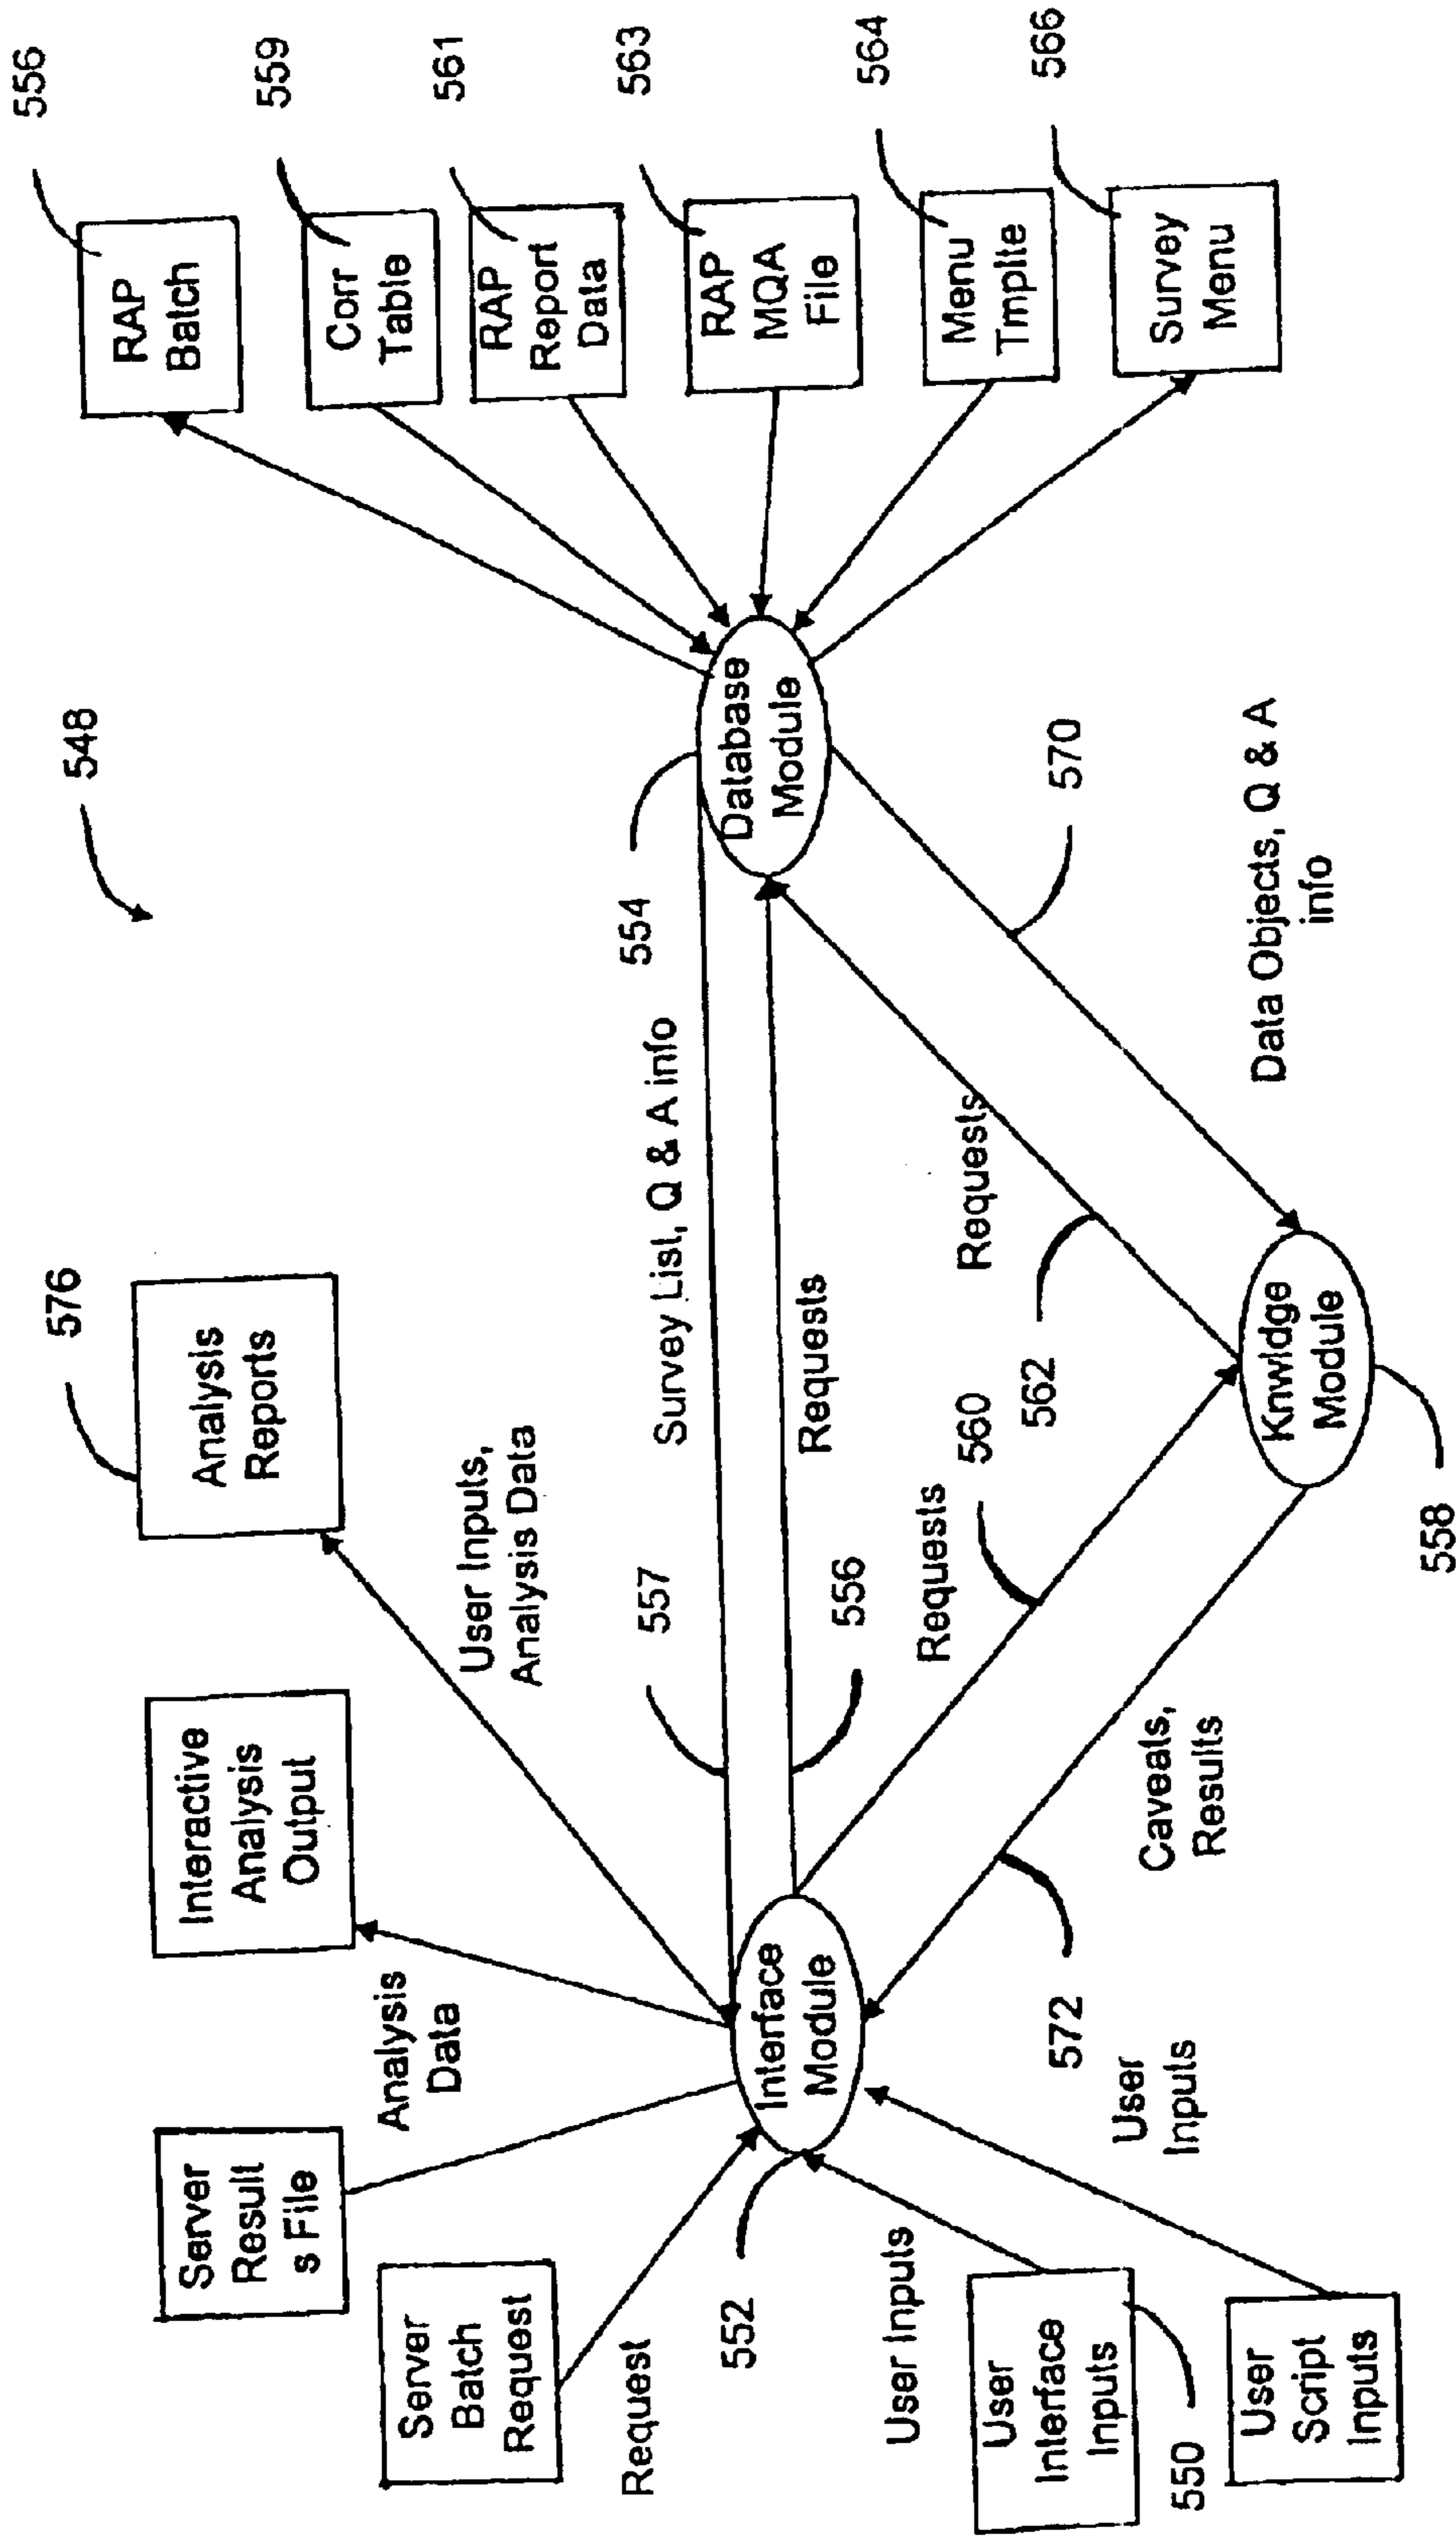 548
576
Analysis
Reports
Interactive
Analysis
Output
Server
Result
s File
Server
Batch
Request
Request
Analysis
Data
User Inputs,
Analysis Data
557
Survey List, Q & A info
554
Requests
556
Interface
Module
552
Database
Module
RAP
Batch
556
Corr
Table
559
RAP
Report
Data
561
RAP
MQA
File
563
Menu
Tmplte
564
Survey
Menu
566
Requests
560
Requests
562
570
Data Objects, Q & A
info
Knwldge
Module
558
Caveats,
Results
572
User Inputs
User
Interface
Inputs
550
User
Inputs
User
Script
Inputs